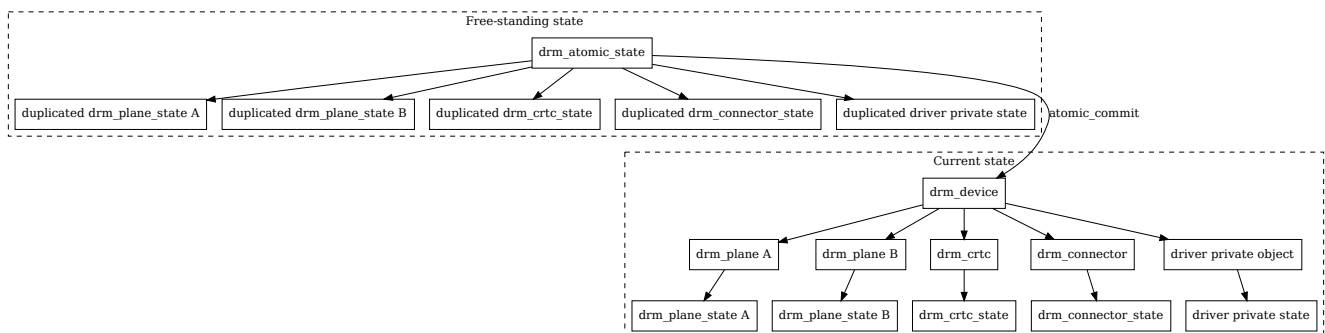 Free-standing state
drm_atomic_state
duplicated drm_plane_state A
duplicated drm_plane_state B
duplicated drm_crtc_state
duplicated drm_connector_state
duplicated driver private state
atomic_commit
Current state
drm_device
drm_plane A
drm_plane B
drm_crtc
drm_connector
driver private object
drm_plane_state A
drm_plane_state B
drm_crtc_state
drm_connector_state
driver private state